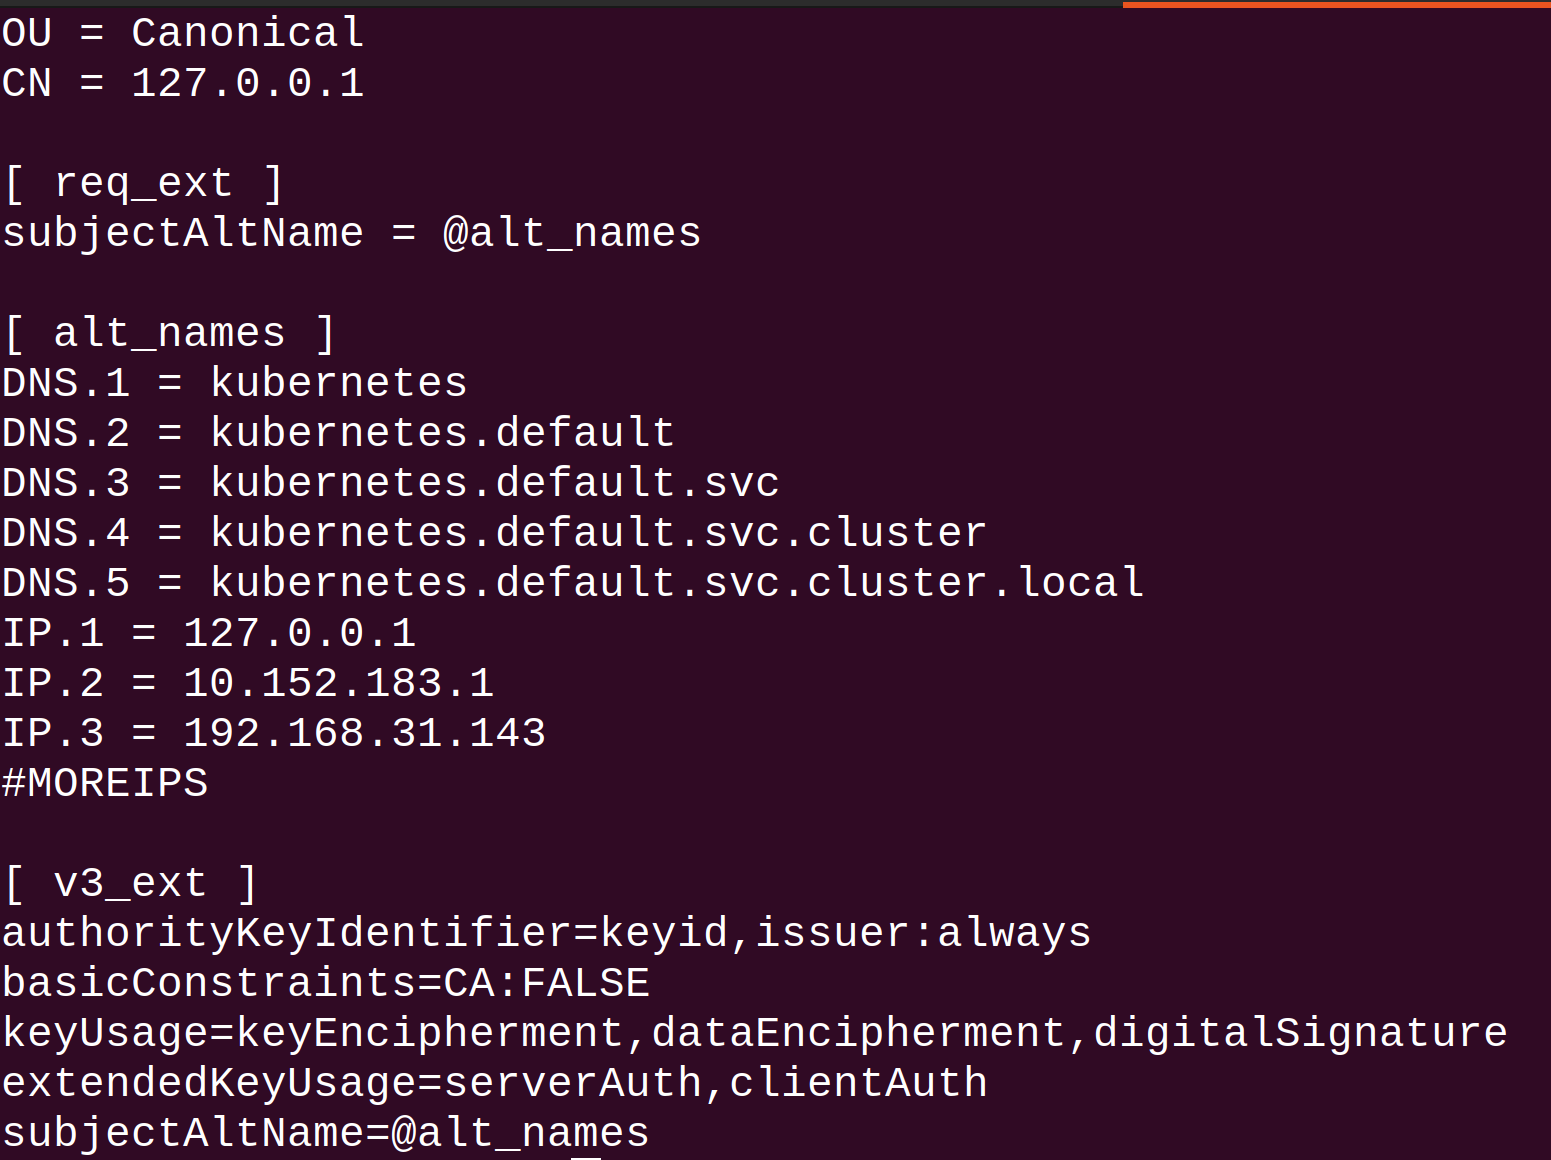 OU = Canonical
CN = 127.0.0.1
[ req_ext ]
subjectAltName = @alt_names
[ alt_names ]
DNS.1 = kubernetes
DNS.2 = kubernetes.default
DNS.3 = kubernetes.default.svc
DNS.4 = kubernetes.default.svc.cluster
DNS.5 = kubernetes.default.svc.cluster.local
IP.1 = 127.0.0.1
IP.2 = 10.152.183.1
IP.3 = 192.168.31.143
#MOREIPS
[ v3_ext ]
authorityKeyIdentifier=keyid,issuer:always
basicConstraints=CA:FALSE
keyUsage=keyEncipherment,dataEncipherment,digitalSignature
extendedKeyUsage=serverAuth,clientAuth
subjectAltName=@alt_names